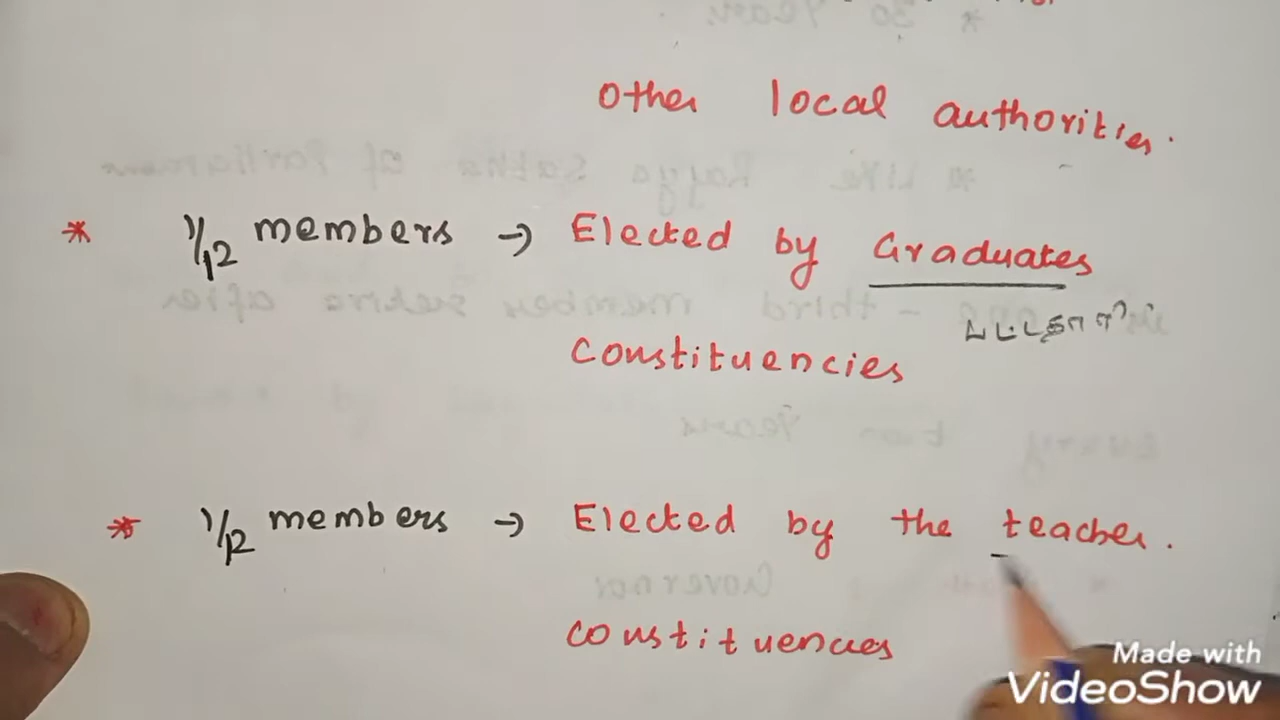 other local authorities.
* 1/12 members → Elected by Graduates
பட்டதாரி
constituencies
* 1/12 members → Elected by the teacher.
constituences
Made with
VideoShow